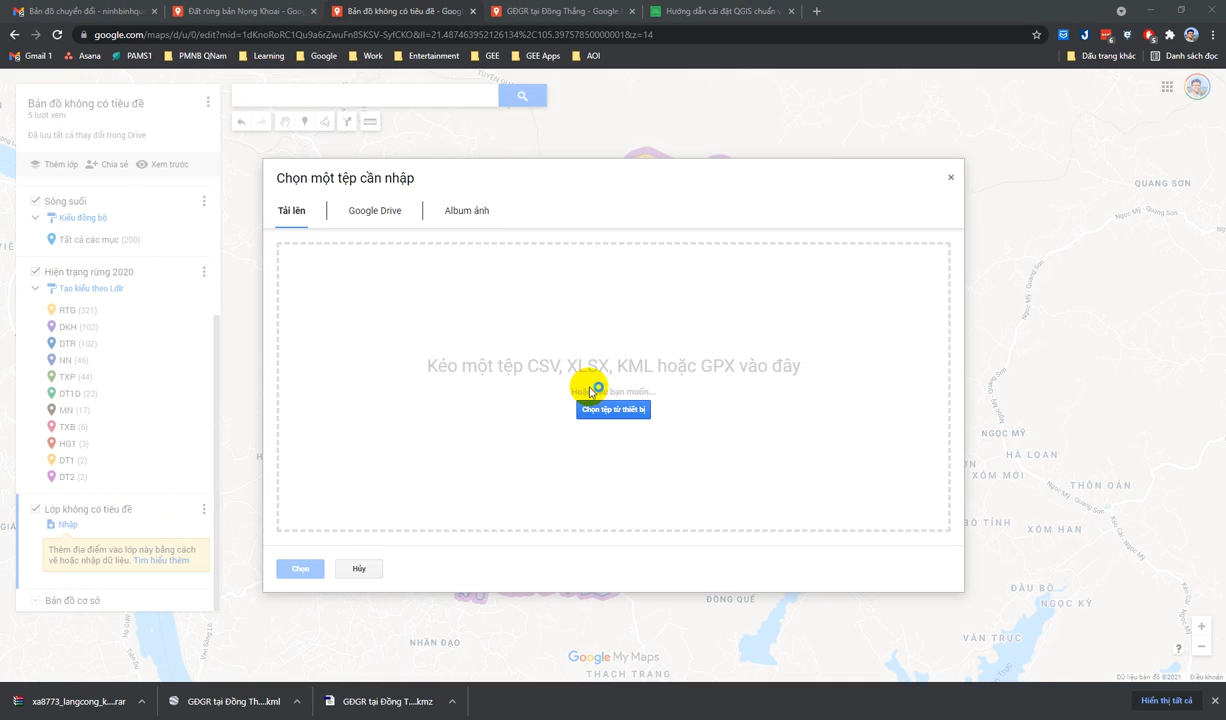 Bản đồ chuyển đổi - ninhbinhqu
Đất rừng bản Nọng Khoai - Goo
Bản đồ không có tiêu đề - Googl
GĐGR tại Đồng Thắng - Google
Hướng dẫn cài đặt QGIS chuẩn v
google.com/maps/d/u/0/edit?mid=1dKnoRoRC1Qu9a6rZwuFn8SKSV-SyfCKO&ll=21.487463952126134%2C105.39757850000001&z=14
Gmail 1
Asana
PAMS1
PMNB QNam
Learning
Google
Work
Entertainment
GEE
GEE Apps
AOI
Dấu trang khác
Danh sách đọc
Bản đồ không có tiêu đề
5 lượt xem
Đã lưu tất cả thay đổi trong Drive
Thêm lớp
Chia sẻ
Xem trước
Sông suối
Kiểu đồng bộ
Tất cả các mục (200)
Hiện trạng rừng 2020
Tạo kiểu theo Ldlr
RTG (321)
DKH (102)
DTR (102)
NN (46)
TXP (44)
DT1D (23)
MN (17)
TXB (6)
HG1 (3)
DT1 (2)
DT2 (2)
Lớp không có tiêu đề
Nhập
Thêm địa điểm vào lớp này bằng cách
vẽ hoặc nhập dữ liệu. Tìm hiểu thêm
Bản đồ cơ sở
Chọn một tệp cần nhập
×
Tải lên
Google Drive
Album ảnh
Kéo một tệp CSV, XLSX, KML hoặc GPX vào đây
bạn muốn...
Chọn tệp từ thiết bị
Chọn
Hủy
QUANG SƠN
Ngọc Mỹ - Quang Sơn
NGỌC MỸ
HÀ LOAN
XÓM MỚI
THÔN OÁN
BÒ TỈNH
XÓM HAN
ĐẦU BÒ
NGỌC HÀ
VÂN TRỤC
ĐỒNG QUẾ
NHÂN ĐẠO
THẠCH TRANG
Google My Maps
Dữ liệu bản đồ ©2021
Điều khoản
xa8773_langcong_k....rar
GĐGR tại Đồng Th....kml
GĐGR tại Đồng T....kmz
Hiển thị tất cả